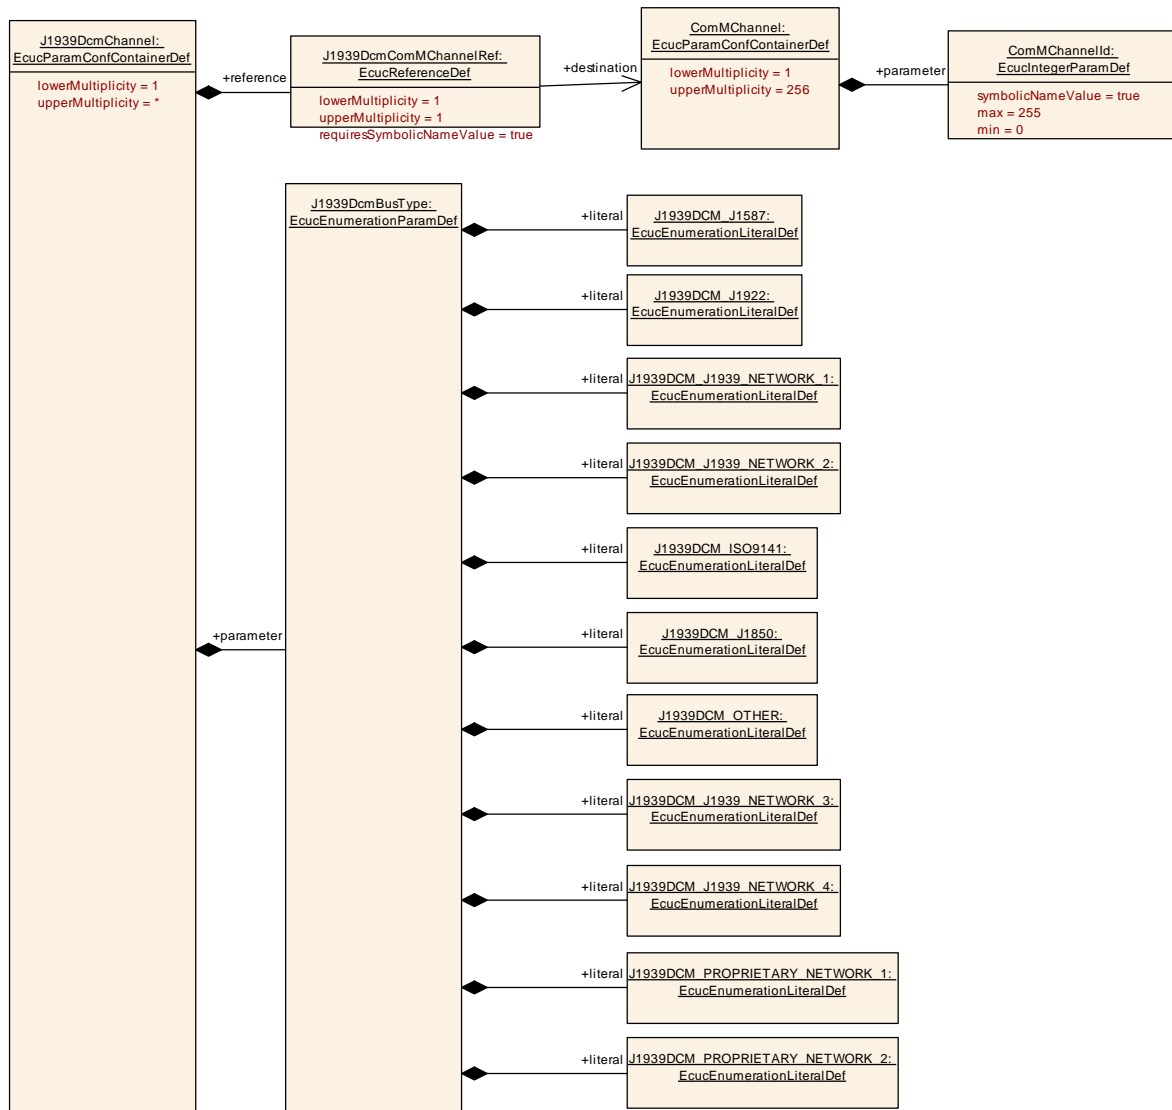 J1939DcmChannel:
EcucParamConfContainerDef
lowerMultiplicity = 1
upperMultiplicity = *
+reference
J1939DcmComMChannelRef:
EcucReferenceDef
lowerMultiplicity = 1
upperMultiplicity = 1
requiresSymbolicNameValue = true
+destination
ComMChannel:
EcucParamConfContainerDef
lowerMultiplicity = 1
upperMultiplicity = 256
+parameter
ComMChannelId:
EcucIntegerParamDef
symbolicNameValue = true
max = 255
min = 0
+parameter
J1939DcmBusType:
EcucEnumerationParamDef
+literal
J1939DCM_J1587:
EcucEnumerationLiteralDef
+literal
J1939DCM_J1922:
EcucEnumerationLiteralDef
+literal
J1939DCM_J1939_NETWORK_1:
EcucEnumerationLiteralDef
+literal
J1939DCM_J1939_NETWORK_2:
EcucEnumerationLiteralDef
+literal
J1939DCM_ISO9141:
EcucEnumerationLiteralDef
+literal
J1939DCM_J1850:
EcucEnumerationLiteralDef
+literal
J1939DCM_OTHER:
EcucEnumerationLiteralDef
+literal
J1939DCM_J1939_NETWORK_3:
EcucEnumerationLiteralDef
+literal
J1939DCM_J1939_NETWORK_4:
EcucEnumerationLiteralDef
+literal
J1939DCM_PROPRIETARY_NETWORK_1:
EcucEnumerationLiteralDef
+literal
J1939DCM_PROPRIETARY_NETWORK_2:
EcucEnumerationLiteralDef